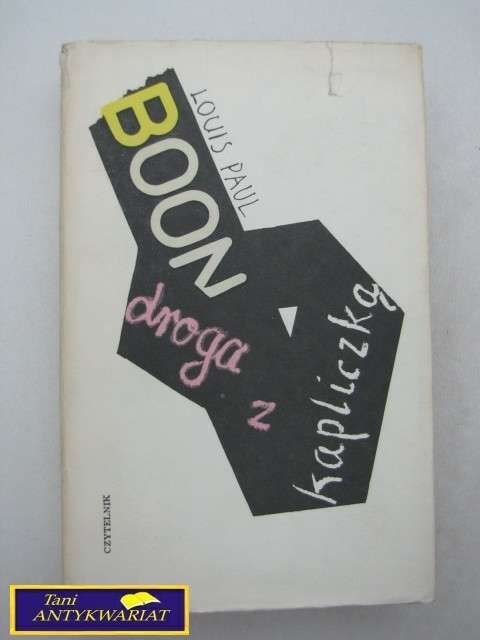 LOUIS PAUL
BOON
droga
z
kapliczką
CZYTELNIK
Tani
ANTYKWARIAT